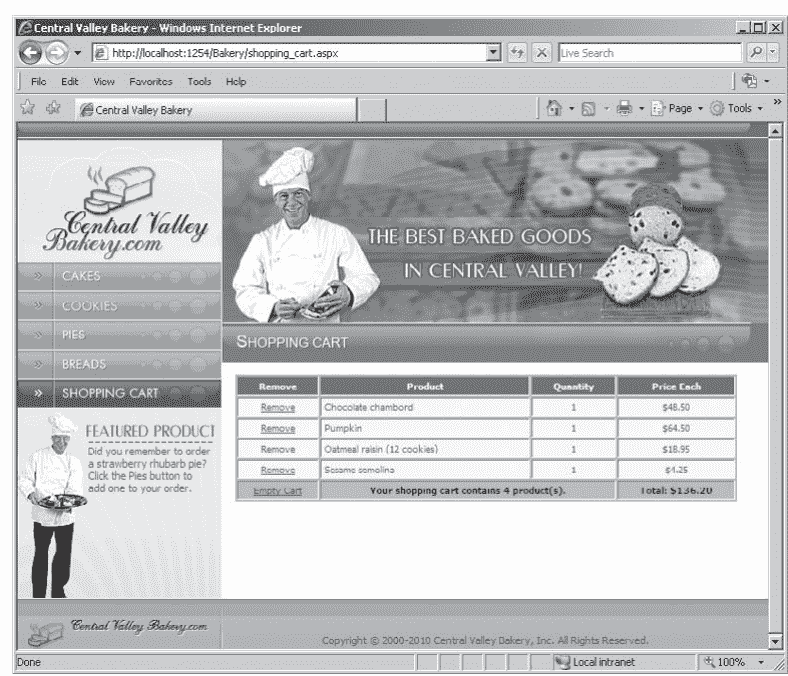 Central Valley Bakery - Windows Internet Explorer
http://localhost:1254/Bakery/shopping_cart.aspx
Live Search
File Edit View Favorites Tools Help
Central Valley Bakery
Page Tools
Central Valley
Bakery.com
THE BEST BAKED GOODS
IN CENTRAL VALLEY!
CAKES
COOKIES
PIES
BREADS
SHOPPING CART
FEATURED PRODUCT
Did you remember to order
a strawberry rhubarb pie?
Click the Pies button to
add one to your order.
SHOPPING CART
Remove Product Quantity Price Each
Remove Chocolate chambord 1 $48.50
Remove Pumpkin 1 $64.50
Remove Oatmeal raisin (12 cookies) 1 $18.95
Remove Sesame semolina 1 $4.25
Empty Cart Your shopping cart contains 4 product(s). Total: $136.20
Central Valley Bakery.com
Copyright © 2000-2010 Central Valley Bakery, Inc. All Rights Reserved.
Done Local intranet 100%